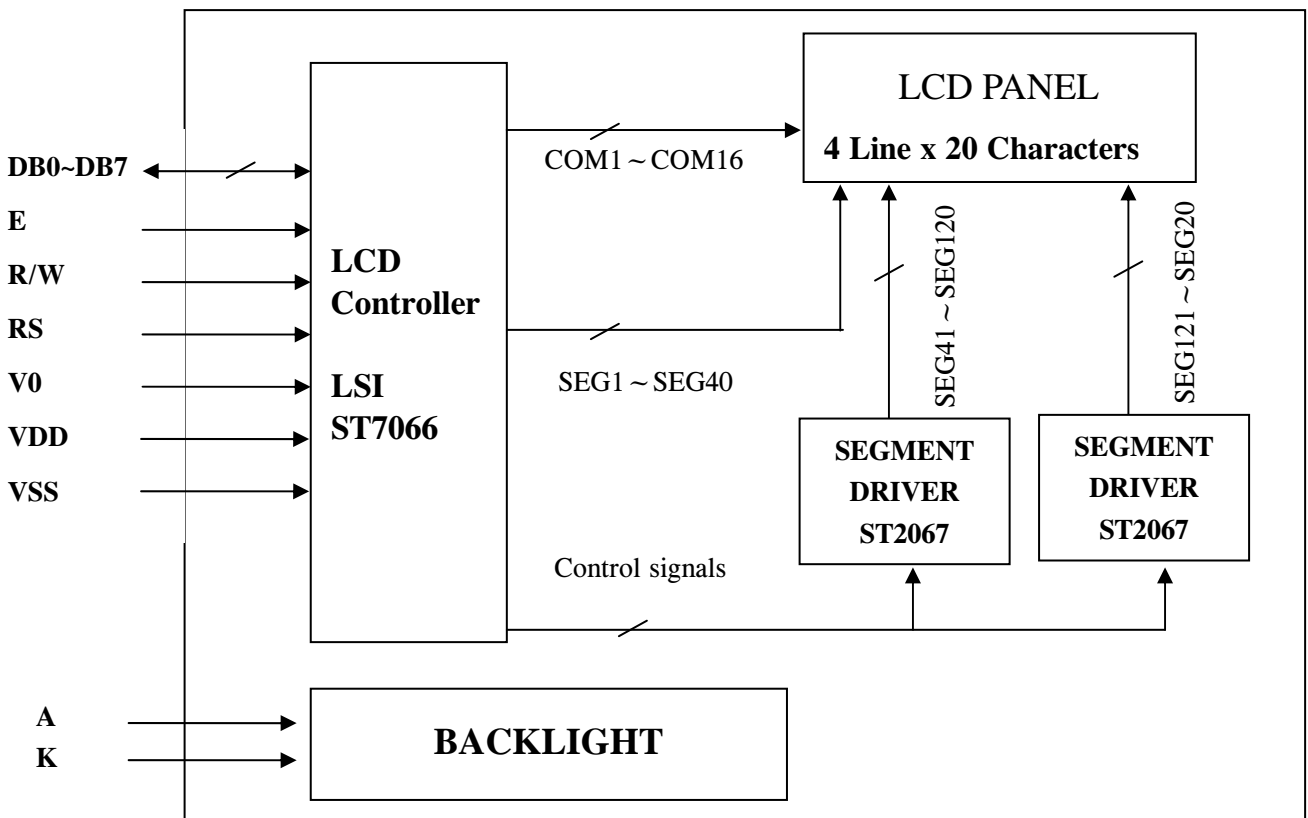 LCD PANEL
4 Line x 20 Characters
COM1 ~ COM16
DB0~DB7
E
R/W
RS
V0
VDD
VSS
LCD
Controller
LSI
ST7066
SEG1 ~ SEG40
SEG41 ~ SEG120
SEG121 ~ SEG20
SEGMENT
DRIVER
ST2067
SEGMENT
DRIVER
ST2067
Control signals
A
K
BACKLIGHT